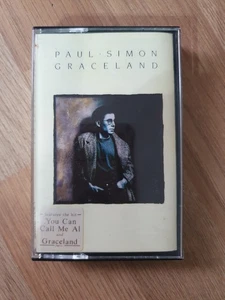 PAUL · SIMON
GRACELAND
You Can
Call Me Al
and
Graceland